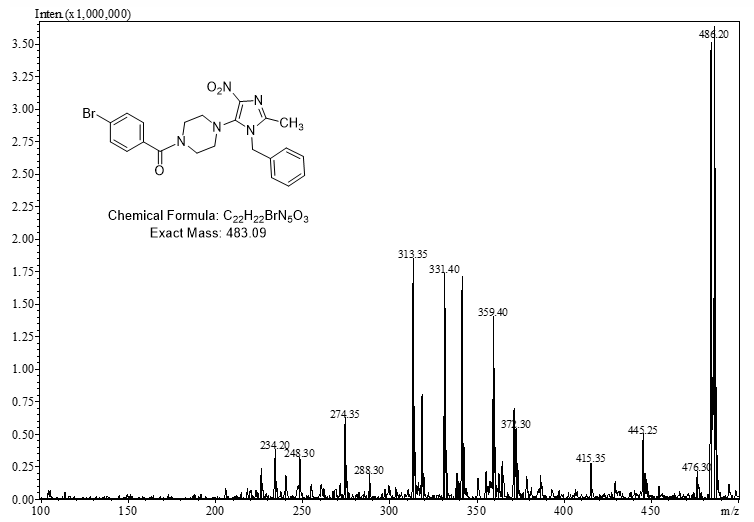 Inten.(x1,000,000)
3.50
3.25
3.00
2.75
2.50
2.25
2.00
1.75
1.50
1.25
1.00
0.75
0.50
0.25
0.00
486.20
O₂N
N
CH₃
N
N
Br
N
O
Chemical Formula: C₂₂H₂₂BrN₅O₃
Exact Mass: 483.09
313.35
331.40
359.40
274.35
372.30
234.20
248.30
288.30
415.35
445.25
476.30
100
150
200
250
300
350
400
450
m/z